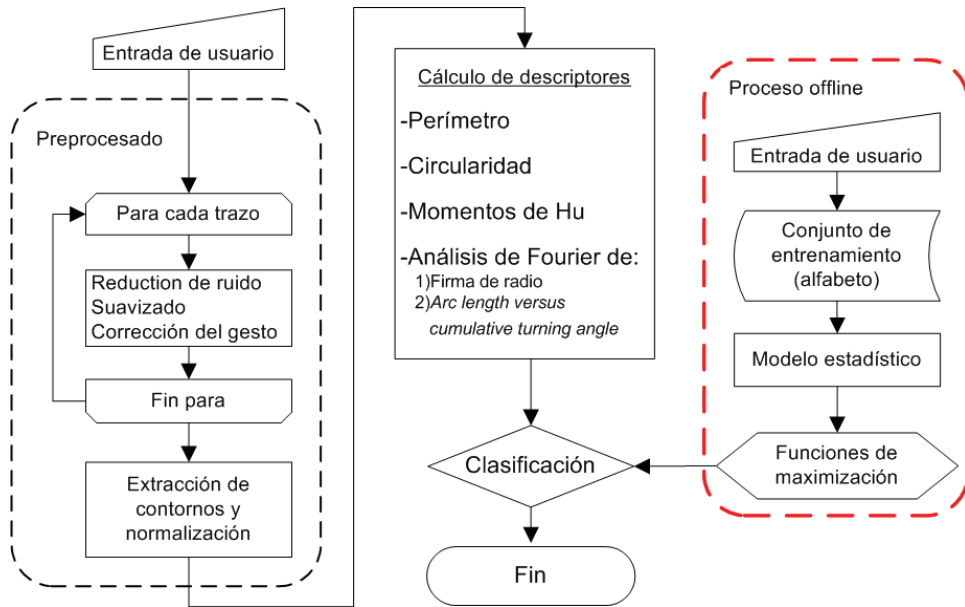 Entrada de usuario
Preprocesado
Para cada trazo
Reduction de ruido
Suavizado
Corrección del gesto
Fin para
Extracción de
contornos y
normalización
Cálculo de descriptores
-Perímetro
-Circularidad
-Momentos de Hu
-Análisis de Fourier de:
1)Firma de radio
2)Arc length versus
cumulative turning angle
Clasificación
Fin
Proceso offline
Entrada de usuario
Conjunto de
entrenamiento
(alfabeto)
Modelo estadístico
Funciones de
maximización